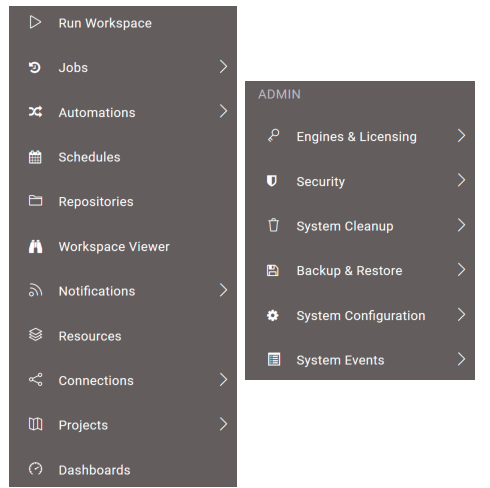 Run Workspace
Jobs
Automations
Schedules
Repositories
Workspace Viewer
Notifications
Resources
Connections
Projects
Dashboards
ADMIN
Engines & Licensing
Security
System Cleanup
Backup & Restore
System Configuration
System Events